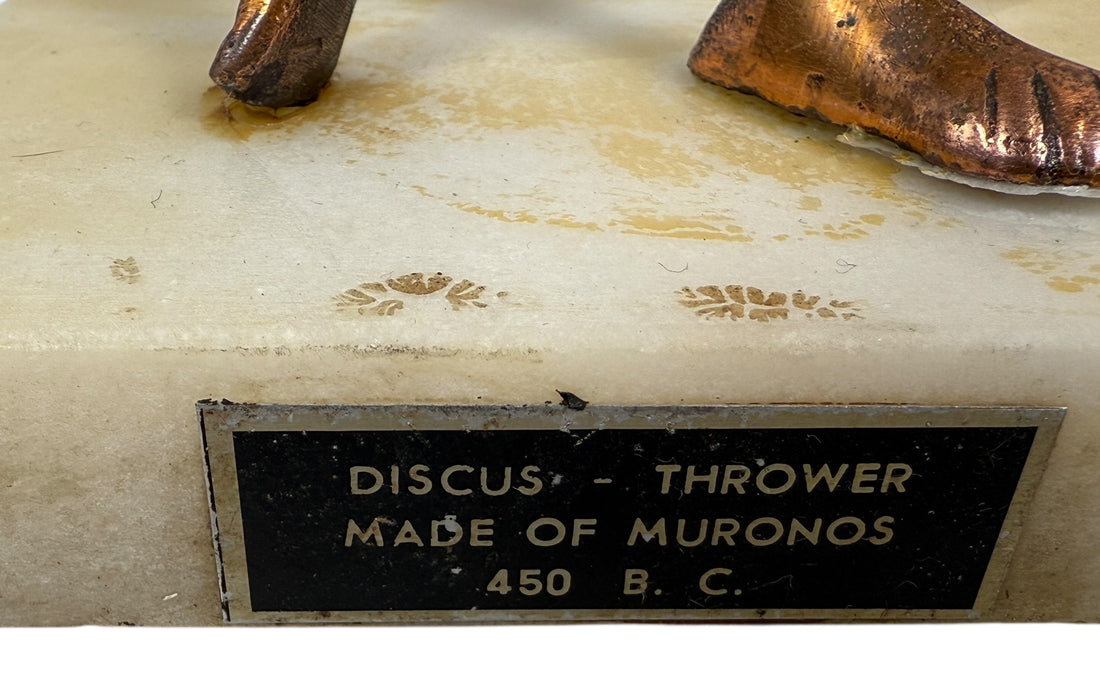 DISCUS - THROWER
MADE OF MURONOS
450 B. C.